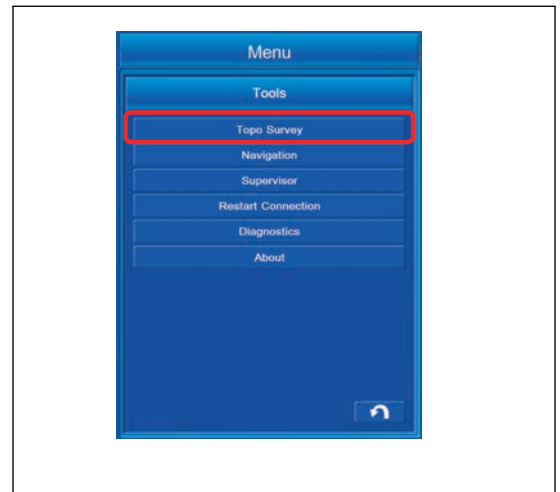 Menu
Tools
Topo Survey
Navigation
Supervisor
Restart Connection
Diagnostics
About